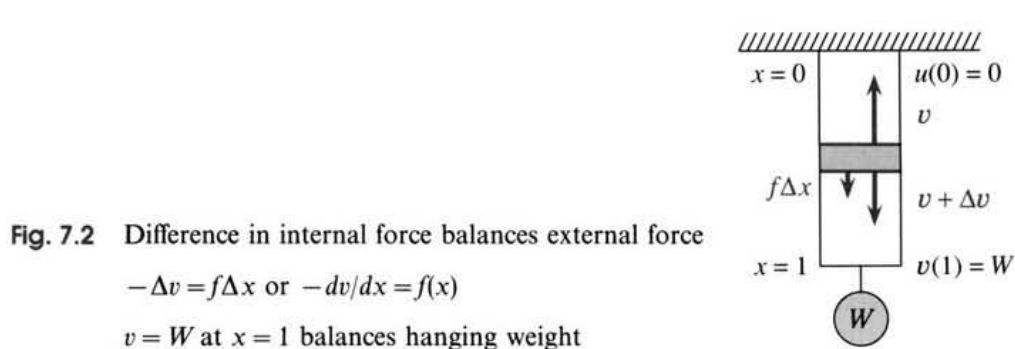 x = 0
u(0) = 0
v
fΔx
v + Δv
Fig. 7.2 Difference in internal force balances external force
x = 1
v(1) = W
−Δv = fΔx or −dv/dx = f(x)
W
v = W at x = 1 balances hanging weight